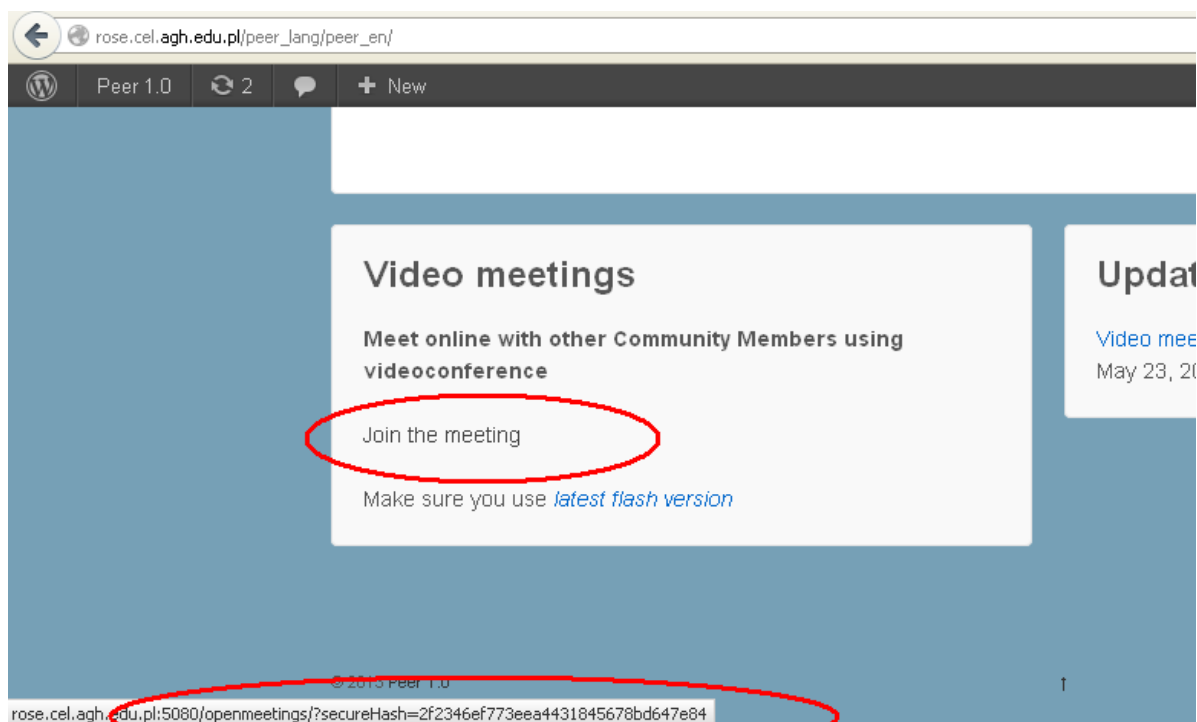 rose.cel.agh.edu.pl/peer_lang/peer_en/
Peer 1.0 2 + New
Video meetings
Meet online with other Community Members using
videoconference
Join the meeting
Make sure you use latest flash version
Updat
Video mee
May 23, 20
© 2013 Peer 1.0 ↑
rose.cel.agh.edu.pl:5080/openmeetings/?secureHash=2f2346ef773eea4431845678bd647e84